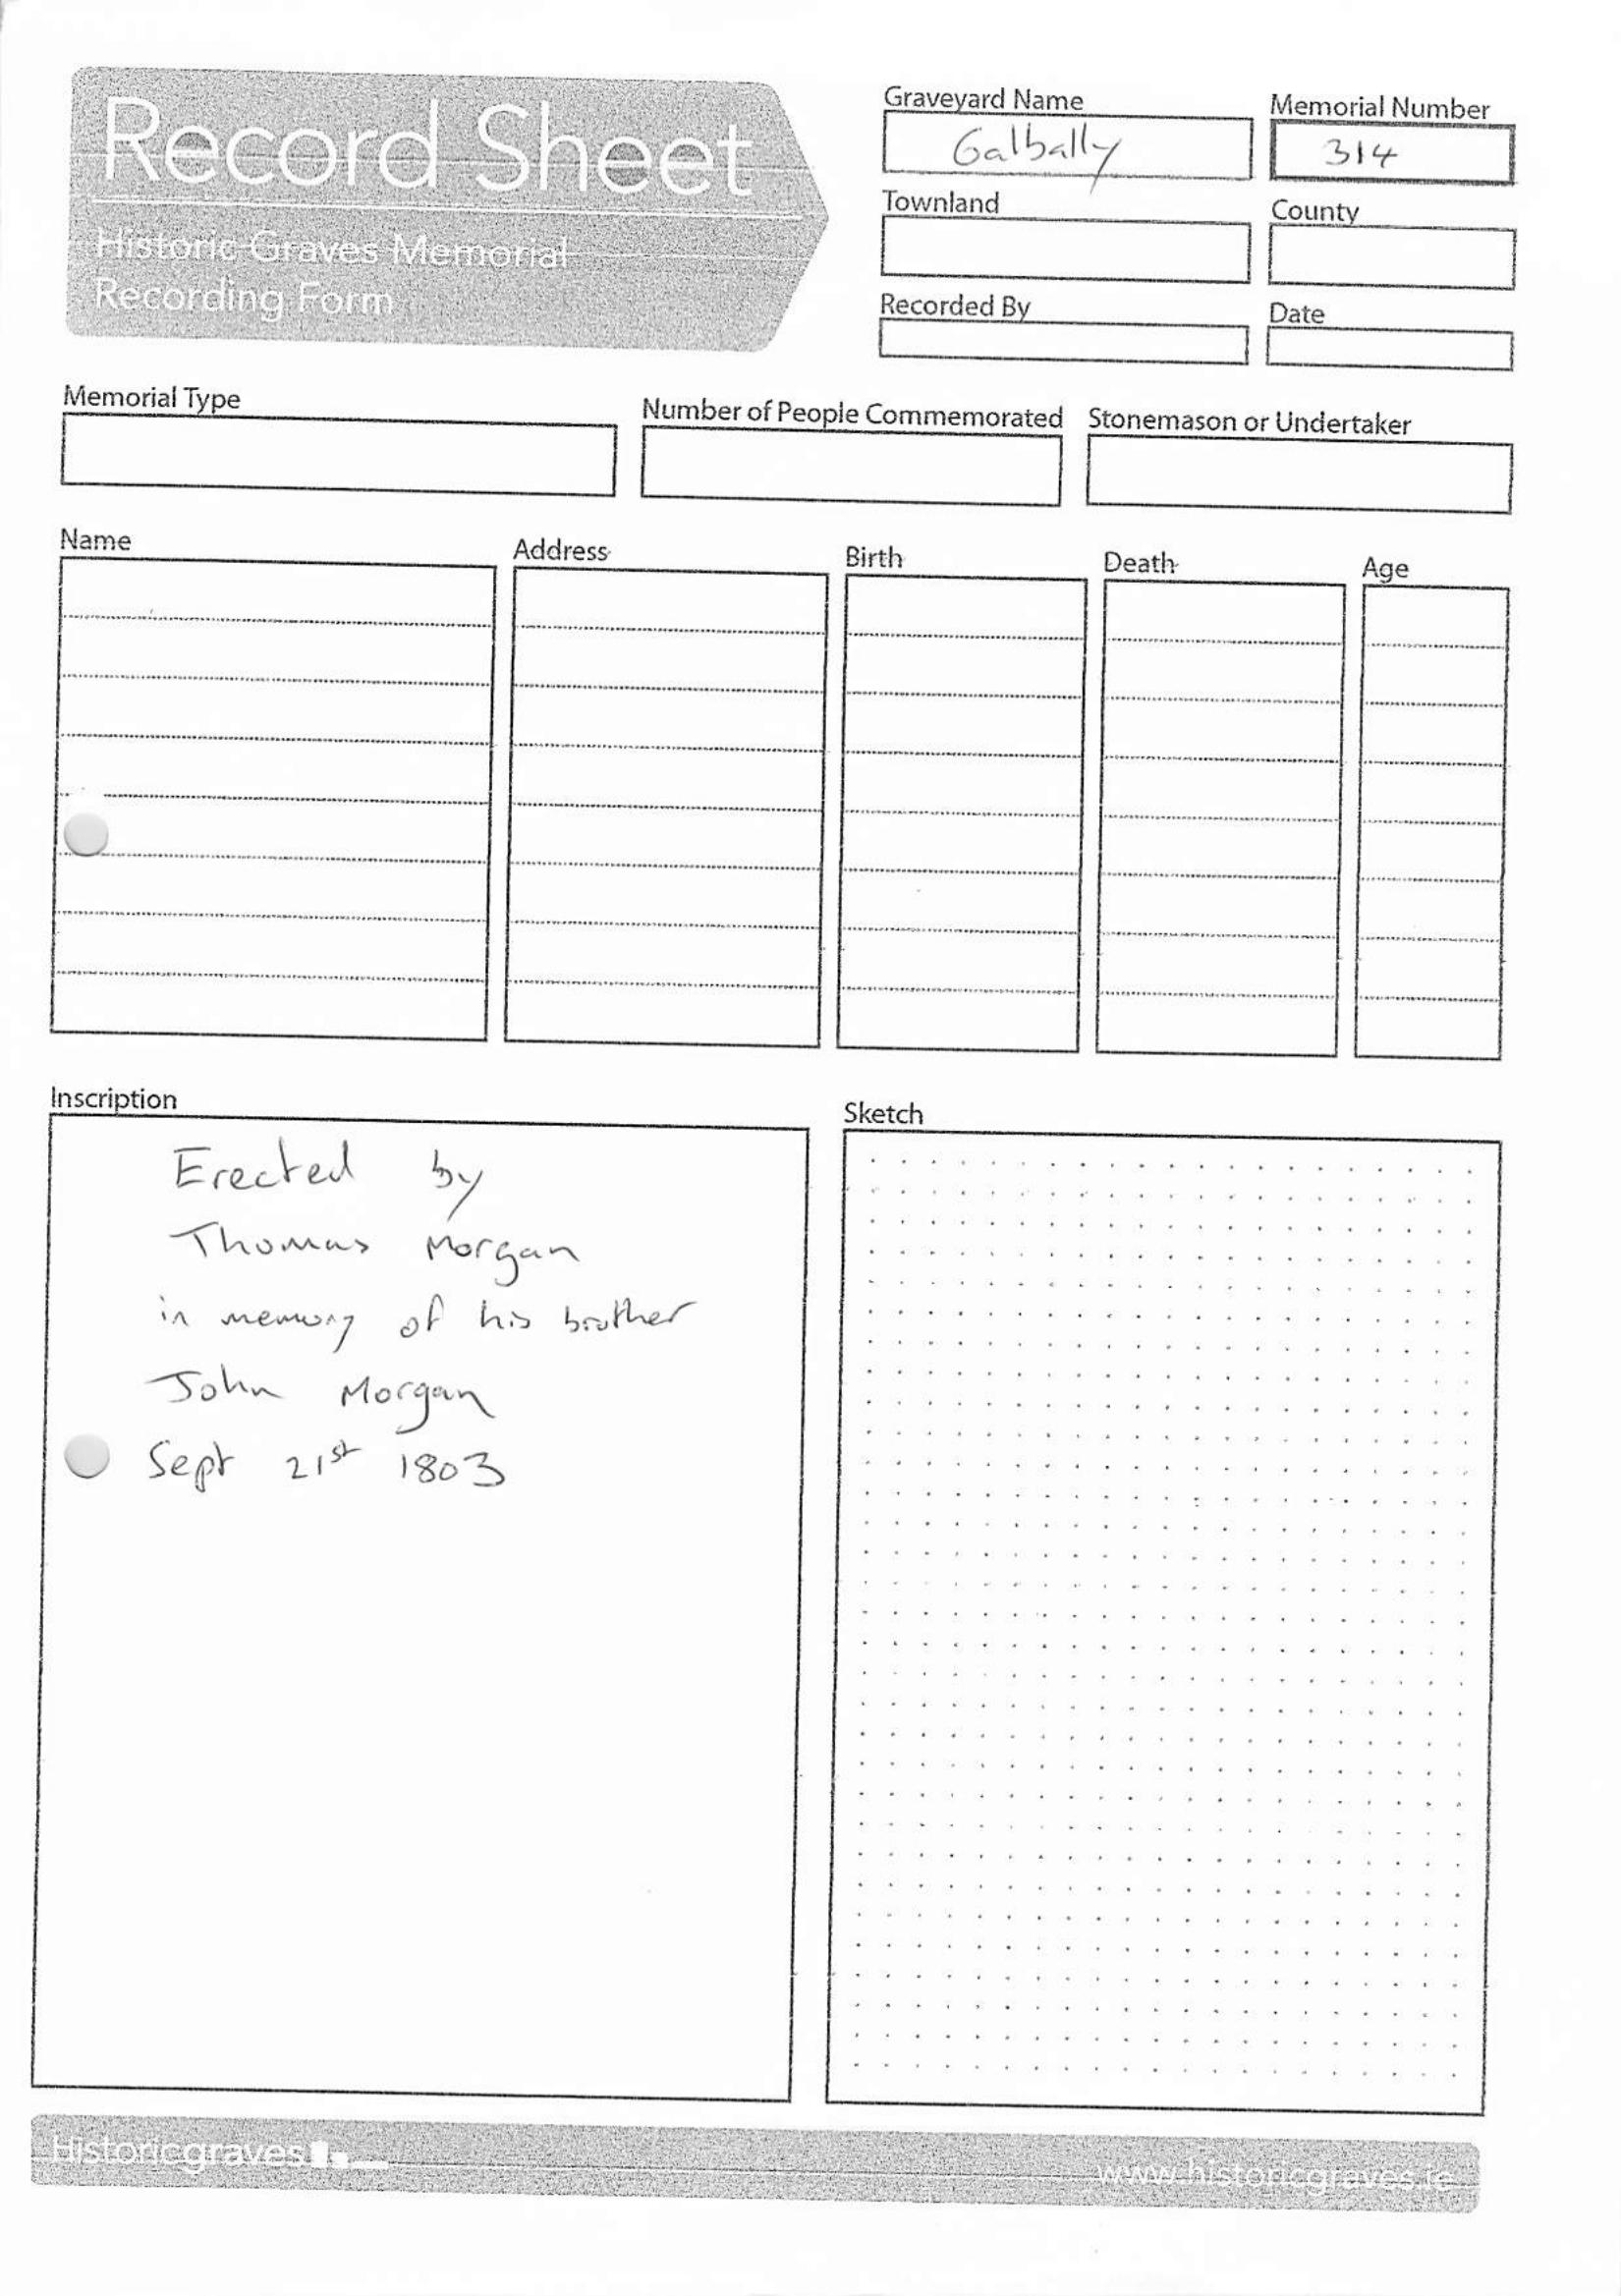 Record Sheet
Historic Graves Memorial
Recording Form
Graveyard Name
Galbally
Memorial Number
314
Townland
County
Recorded By
Date
Memorial Type
Number of People Commemorated
Stonemason or Undertaker
Name
Address
Birth
Death
Age
Inscription
Erected by
Thomas Morgan
in memory of his brother
John Morgan
Sept 21st 1803
Sketch
Historicgraves
www.historicgraves.ie